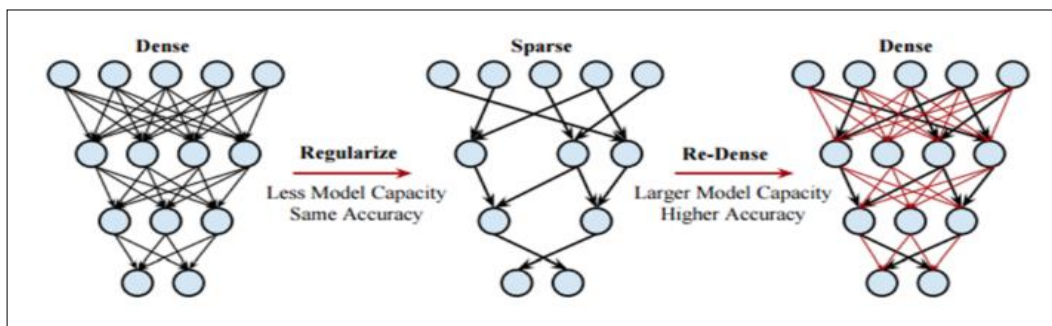 Dense
Sparse
Dense
Regularize
Less Model Capacity
Same Accuracy
Re-Dense
Larger Model Capacity
Higher Accuracy